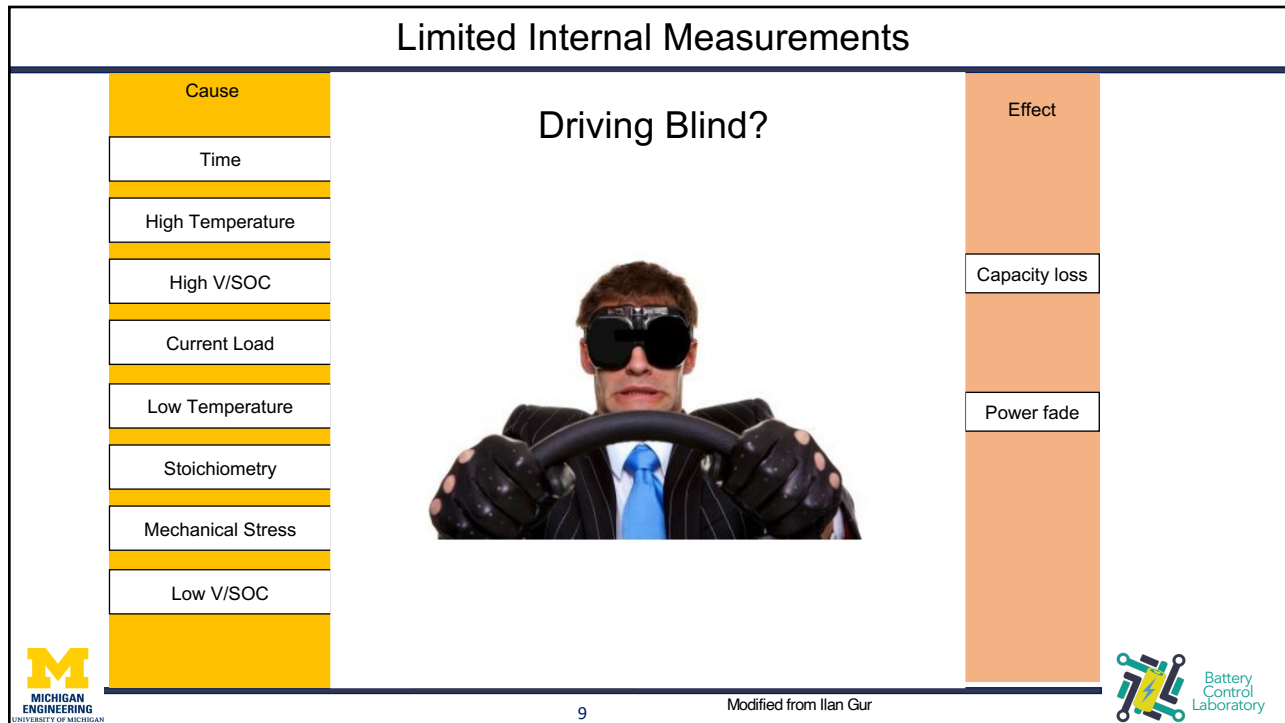 Limited Internal Measurements
Cause
Time
High Temperature
High V/SOC
Current Load
Low Temperature
Stoichiometry
Mechanical Stress
Low V/SOC
Driving Blind?
Effect
Capacity loss
Power fade
M
MICHIGAN
ENGINEERING
UNIVERSITY OF MICHIGAN
9
Modified from Ilan Gur
Battery
Control
Laboratory